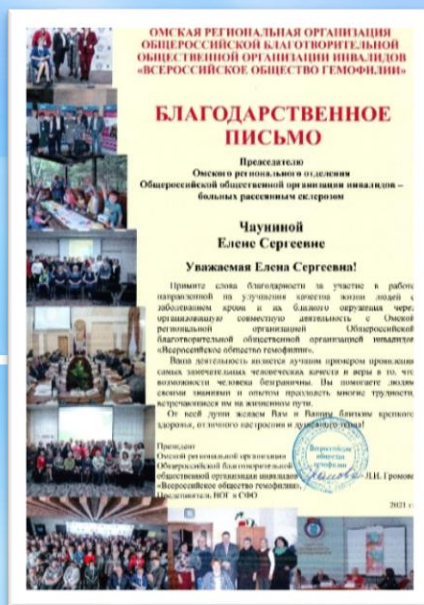 ОМСКАЯ РЕГИОНАЛЬНАЯ ОРГАНИЗАЦИЯ
ОБЩЕРОССИЙСКОЙ БЛАГОТВОРИТЕЛЬНОЙ
ОБЩЕСТВЕННОЙ ОРГАНИЗАЦИИ ИНВАЛИДОВ
«ВСЕРОССИЙСКОЕ ОБЩЕСТВО ГЕМОФИЛИИ»
БЛАГОДАРСТВЕННОЕ
ПИСЬМО
Председателю
Омского регионального отделения
Общероссийской общественной организации инвалидов –
больных рассеянным склерозом
Чауниной
Елене Сергеевне
Уважаемая Елена Сергеевна!
Примите слова благодарности за участие в работе
направленной на улучшения качества жизни людей с
заболеванием крови и их близкого окружения через
организованную совместную деятельность с Омской
региональной организацией Общероссийской
благотворительной общественной организацией инвалидов
«Всероссийское общество гемофилии».
Ваша деятельность является лучшим примером проявления
самых замечательных человеческих качеств и веры в то, что
возможности человека безграничны. Вы помогаете людям
своими знаниями и опытом преодолеть многие трудности,
встречающиеся им на жизненном пути.
От всей души желаем Вам и Вашим близким крепкого
здоровья, отличного настроения и душевного тепла!
Президент
Омской региональной организации
Общероссийской благотворительной
общественной организации инвалидов
«Всероссийское общество гемофилии»,
Представитель ВОГ в СФО
Всероссийское
общество
гемофилии
Л.И. Громова
2021 г.